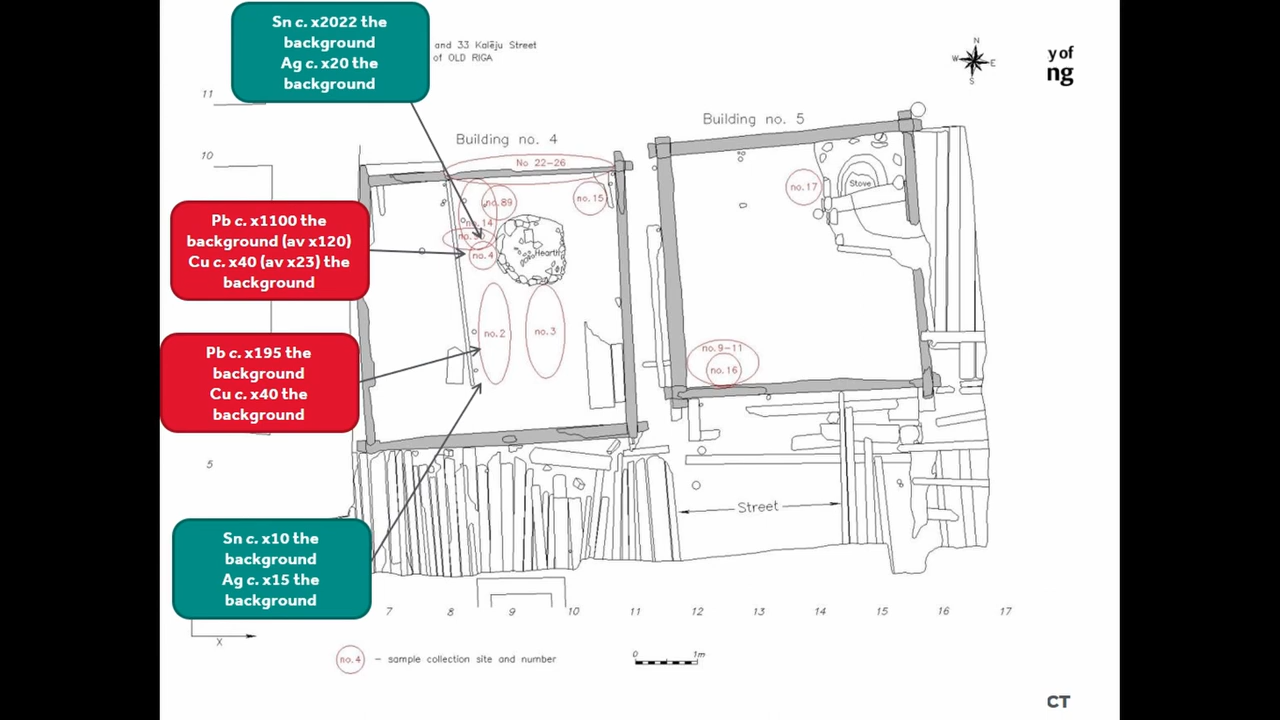 Sn c. x2022 the
background
Ag c. x20 the
background
and 33 Kalēju Street
of OLD RIGA
N
W
E
S
y of
ng
11
Building no. 4
Building no. 5
10
No 22-26
no.89
no.15
no.17
Stove
no.14
Pb c. x1100 the
background (av x120)
Cu c. x40 (av x23) the
background
no.4
Hearth
no.2
no.3
no.9-11
no.16
Pb c. x195 the
background
Cu c. x40 the
background
5
Street
Sn c. x10 the
background
Ag c. x15 the
background
7 8 9 10 11 12 13 14 15 16 17
X
no.4 - sample collection site and number
0 1m
CT